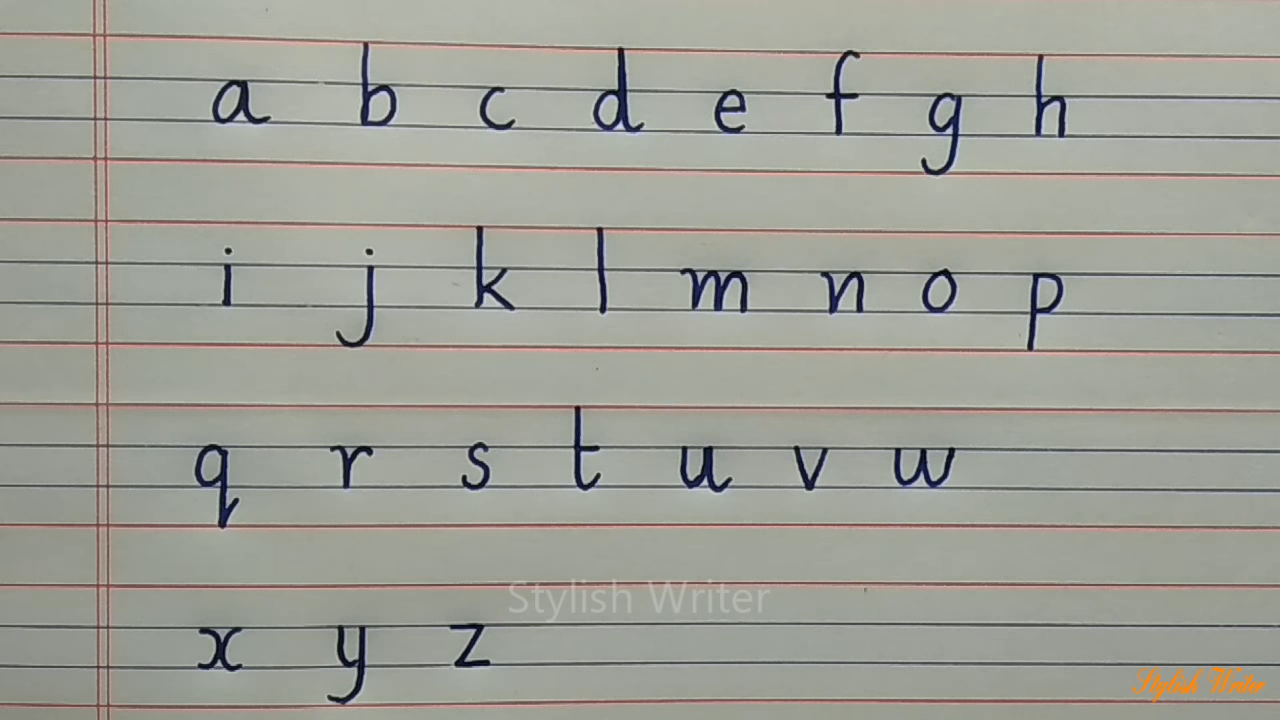 a b c d e f g h
i j k l m n o p
q r s t u v w
Stylish Writer
x y z
Stylish Writer